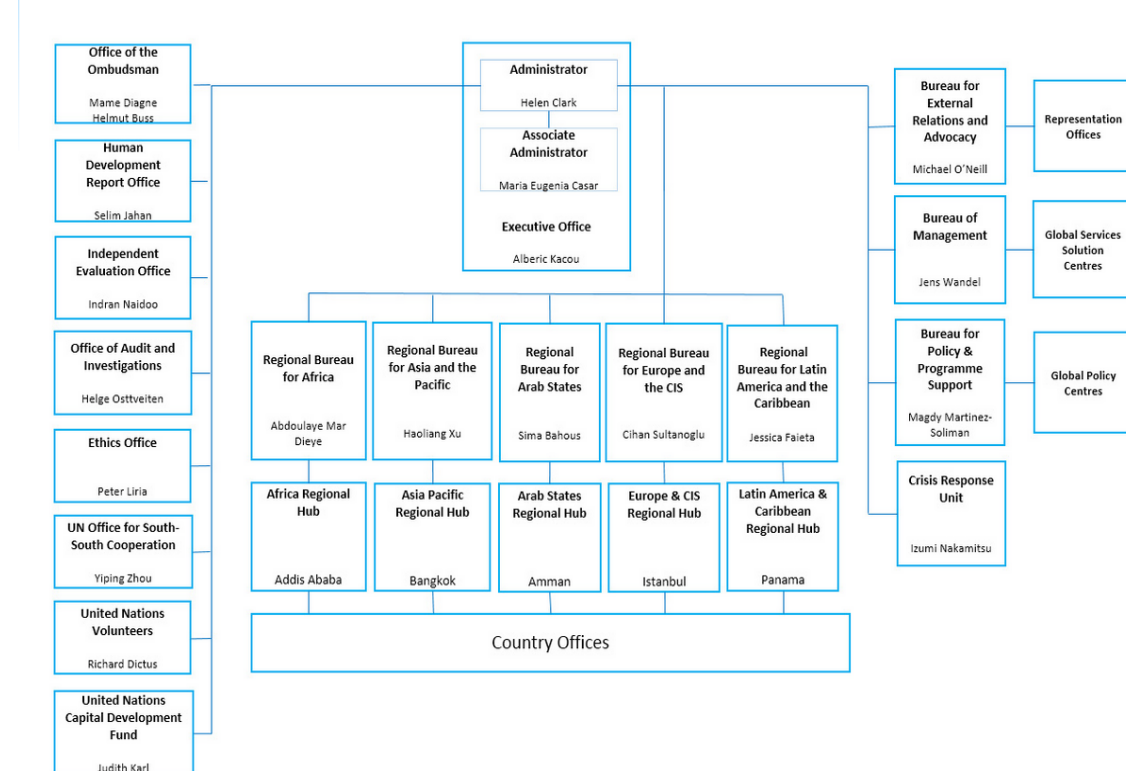 Office of the
Ombudsman
Mame Diagne
Helmut Buss
Human
Development
Report Office
Selim Jahan
Independent
Evaluation Office
Indran Naidoo
Office of Audit and
Investigations
Helge Osttveiten
Ethics Office
Peter Liria
UN Office for South-
South Cooperation
Yiping Zhou
United Nations
Volunteers
Richard Dictus
United Nations
Capital Development
Fund
Judith Karl
Administrator
Helen Clark
Associate
Administrator
Maria Eugenia Casar
Executive Office
Alberic Kacou
Regional Bureau
for Africa
Abdoulaye Mar
Dieye
Regional Bureau
for Asia and the
Pacific
Haoliang Xu
Regional
Bureau for
Arab States
Sima Bahous
Regional Bureau
for Europe and
the CIS
Cihan Sultanoglu
Regional
Bureau for Latin
America and the
Caribbean
Jessica Faieta
Africa Regional
Hub
Addis Ababa
Asia Pacific
Regional Hub
Bangkok
Arab States
Regional Hub
Amman
Europe & CIS
Regional Hub
Istanbul
Latin America &
Caribbean
Regional Hub
Panama
Country Offices
Bureau for
External
Relations and
Advocacy
Michael O'Neill
Representation
Offices
Bureau of
Management
Jens Wandel
Global Services
Solution
Centres
Bureau for
Policy &
Programme
Support
Magdy Martinez-
Soliman
Global Policy
Centres
Crisis Response
Unit
Izumi Nakamitsu